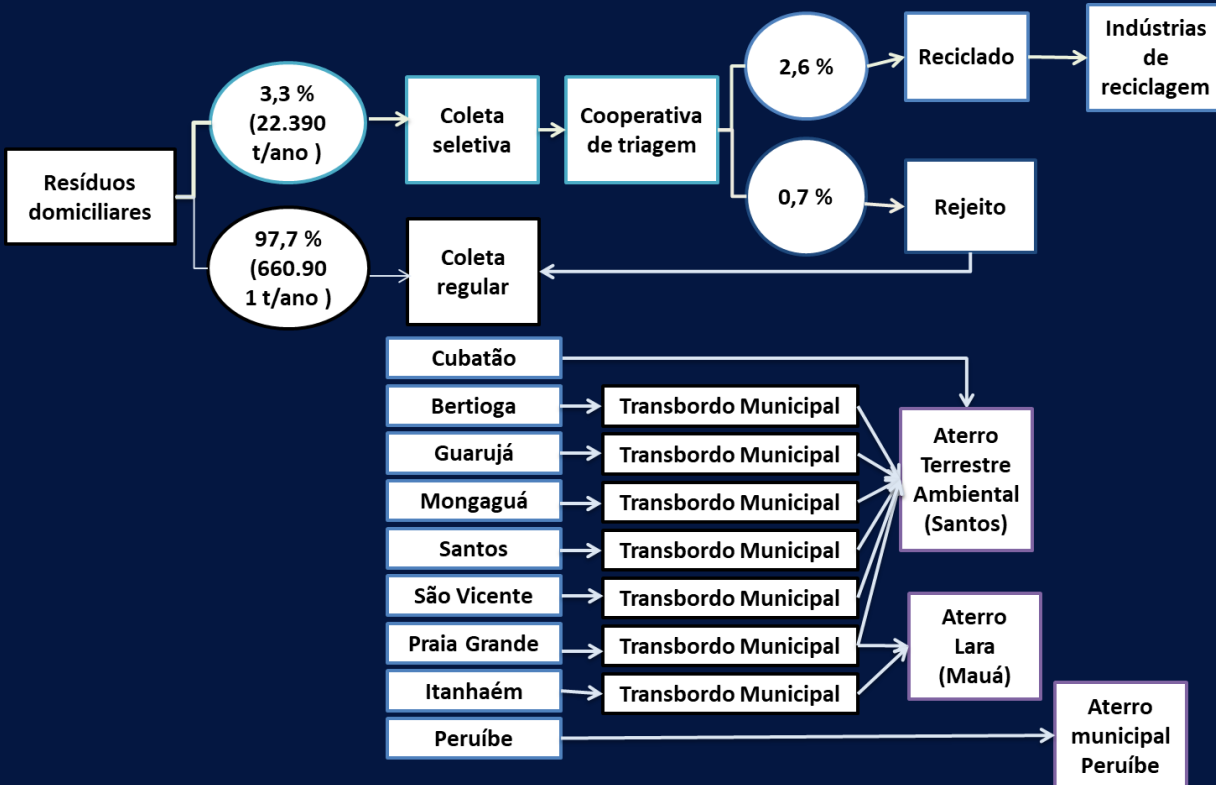 3,3 %
(22.390
t/ano )
2,6 %
Reciclado
Indústrias
de
reciclagem
Coleta
seletiva
Cooperativa
de triagem
Resíduos
domiciliares
0,7 %
Rejeito
97,7 %
(660.90
1 t/ano )
Coleta
regular
Cubatão
Bertioga
Transbordo Municipal
Guarujá
Transbordo Municipal
Mongaguá
Transbordo Municipal
Santos
Transbordo Municipal
São Vicente
Transbordo Municipal
Praia Grande
Transbordo Municipal
Itanhaém
Transbordo Municipal
Peruíbe
Aterro
Terrestre
Ambiental
(Santos)
Aterro
Lara
(Mauá)
Aterro
municipal
Peruíbe